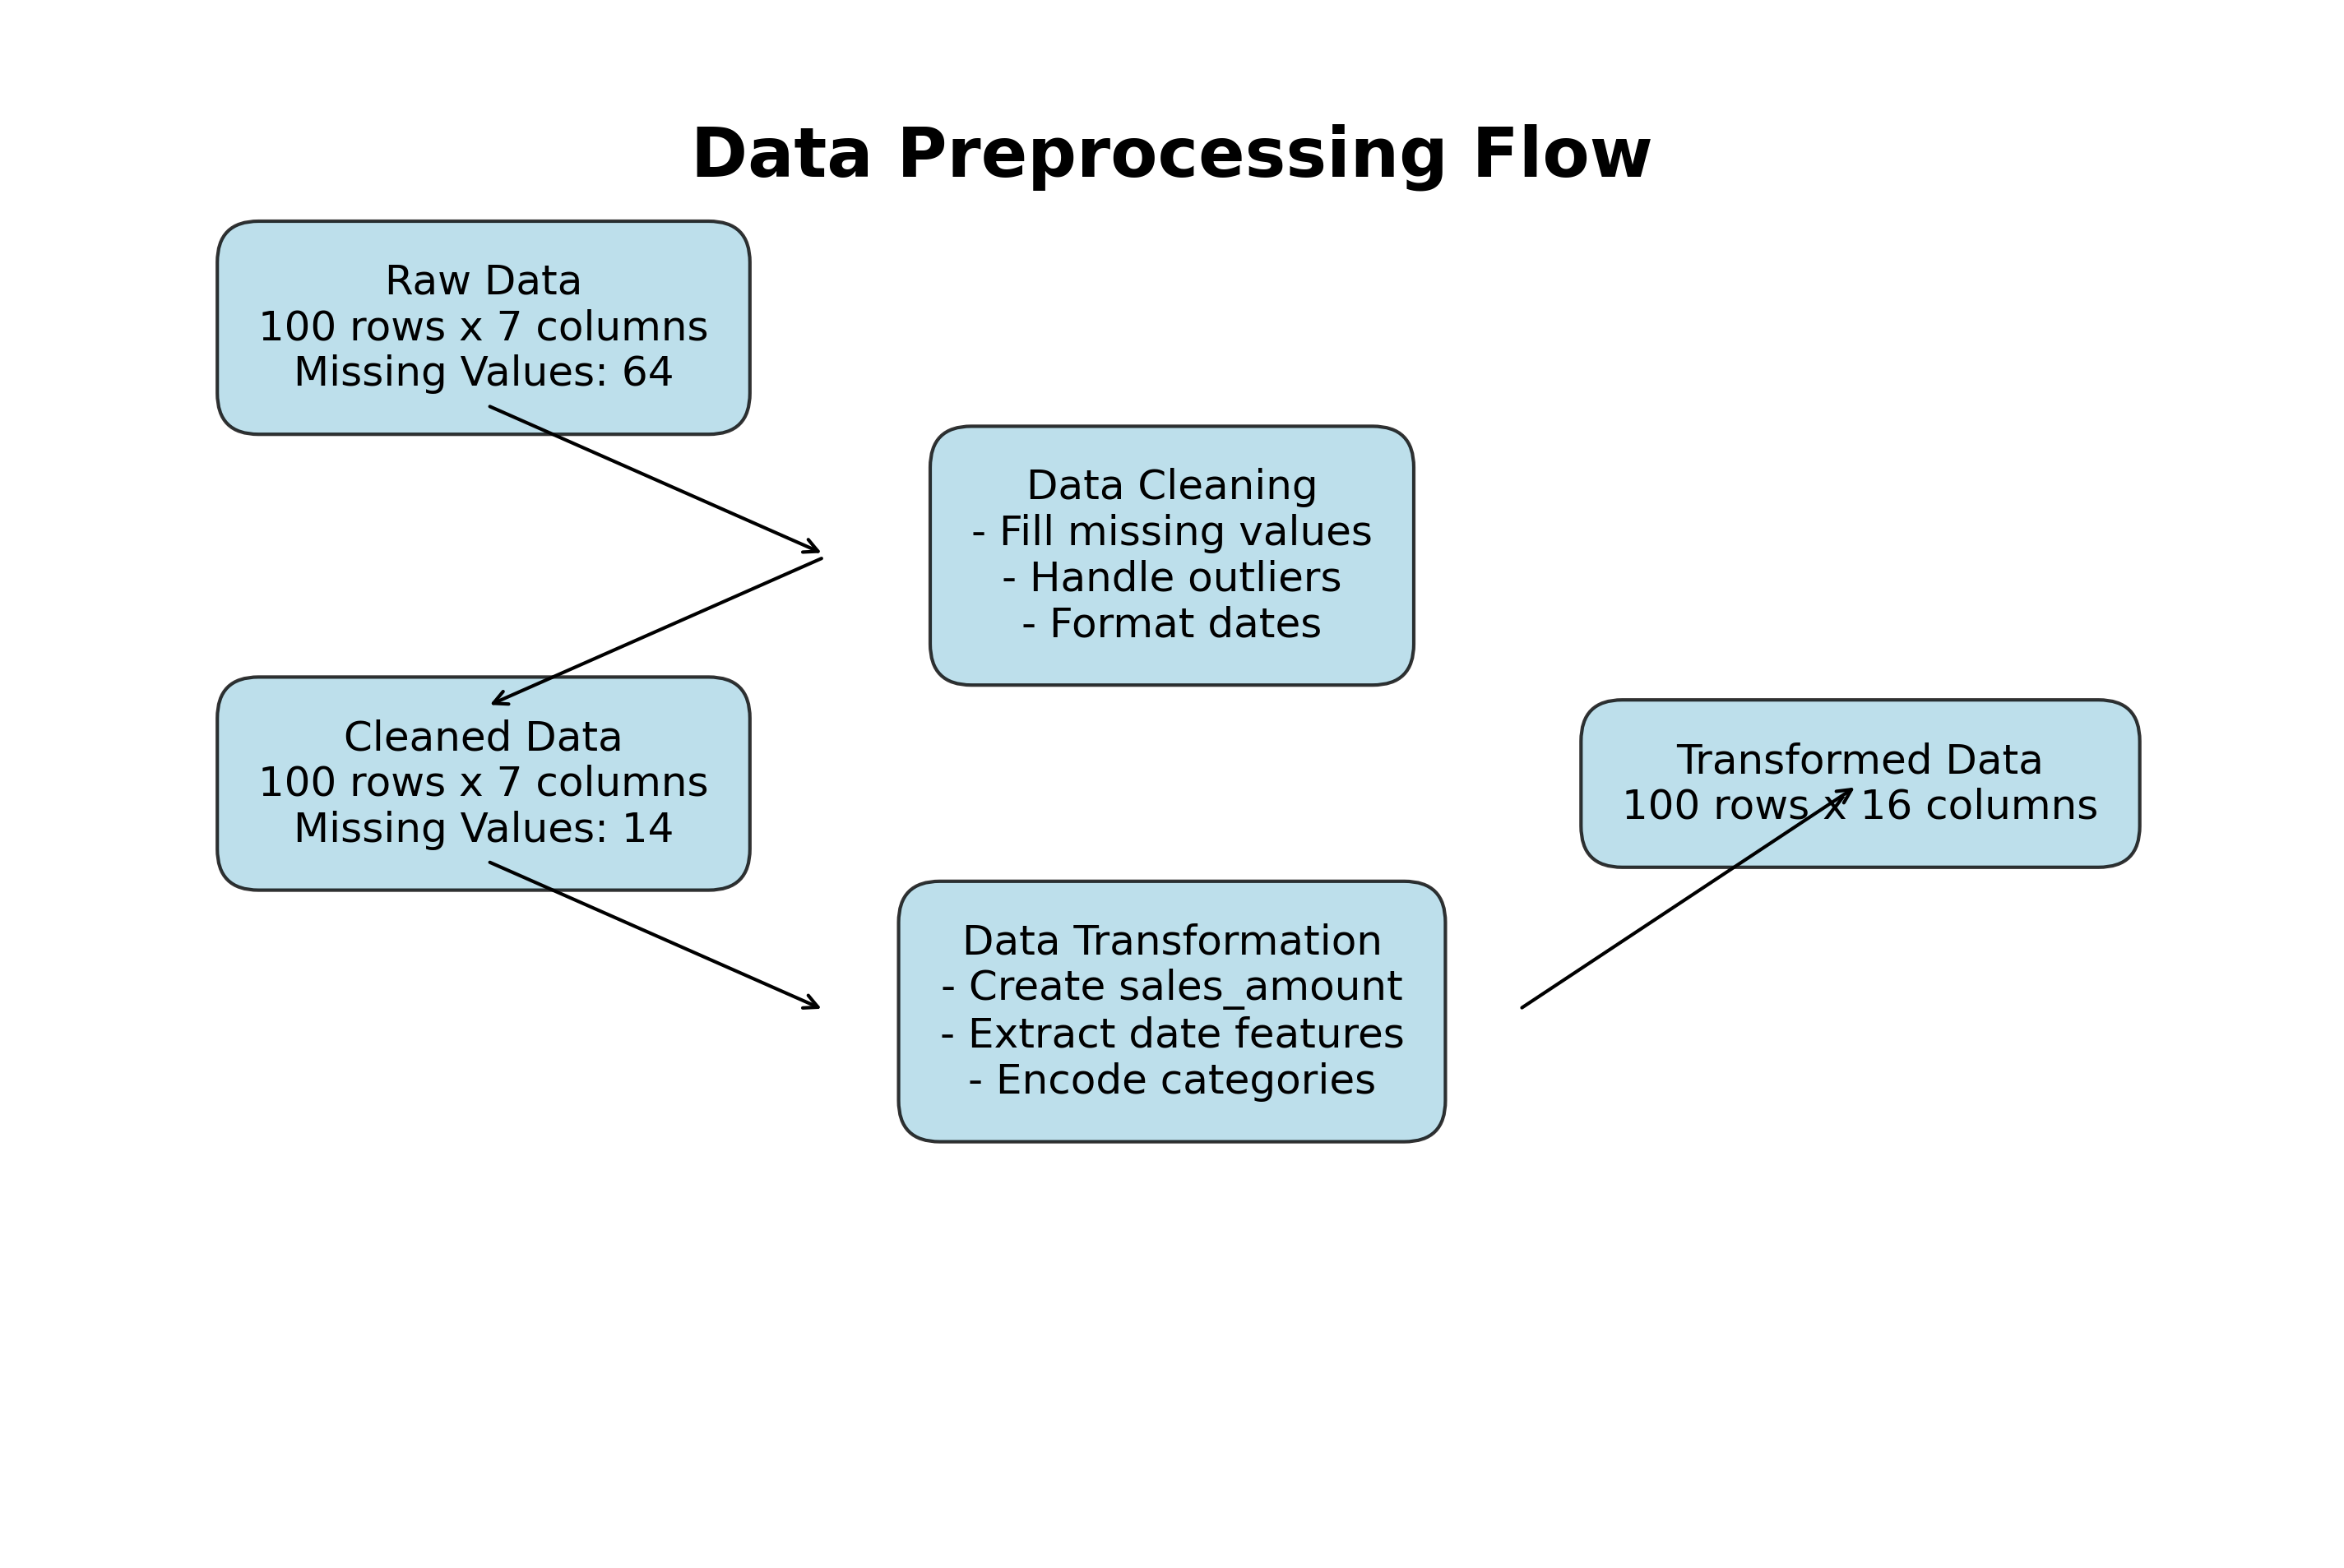 Data Preprocessing Flow
Raw Data
100 rows x 7 columns
Missing Values: 64
Data Cleaning
- Fill missing values
- Handle outliers
- Format dates
Cleaned Data
100 rows x 7 columns
Missing Values: 14
Data Transformation
- Create sales_amount
- Extract date features
- Encode categories
Transformed Data
100 rows x 16 columns